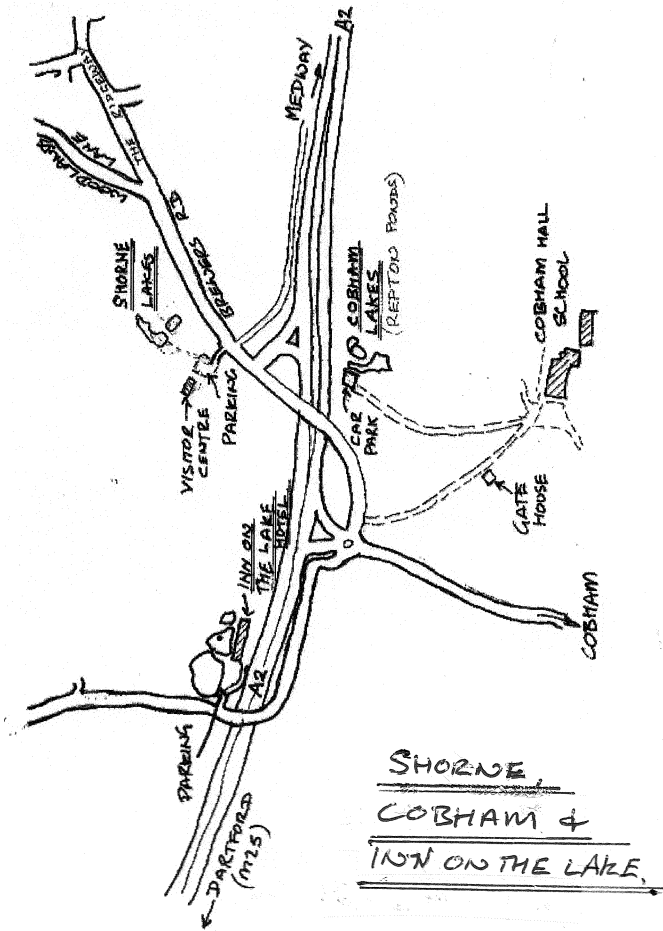 A2
MEDWAY
THE RIDGEWAY
WOODLANDS
LANE
BREWERS RD
SHORNE
LAKES
COBHAM
LAKES
(REPTON PONDS)
COBHAM HALL
SCHOOL
VISITOR
CENTRE
PARKING
CAR
PARK
GATE
HOUSE
INN ON
THE LAKE
HOTEL
A2
COBHAM
PARKING
DARTFORD
(M25)
SHORNE,
COBHAM &
INN ON THE LAKE.